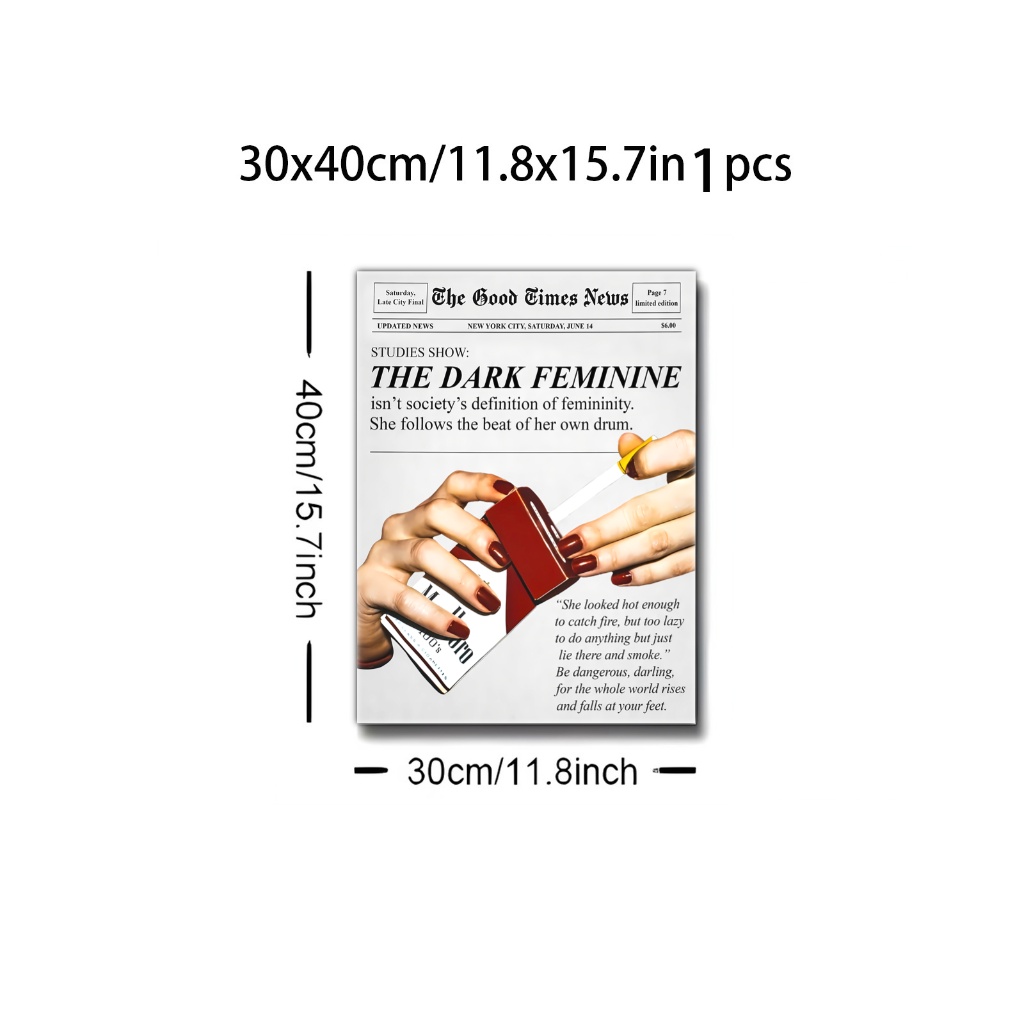 30x40cm/11.8x15.7in 1pcs
Saturday,
Late City Final
The Good Times News
Page 7
limited edition
UPDATED NEWS
NEW YORK CITY, SATURDAY, JUNE 14
$6.00
STUDIES SHOW:
THE DARK FEMININE
isn't society's definition of femininity.
She follows the beat of her own drum.
40cm/15.7inch
100's
“She looked hot enough
to catch fire, but too lazy
to do anything but just
lie there and smoke.”
Be dangerous, darling,
for the whole world rises
and falls at your feet.
30cm/11.8inch